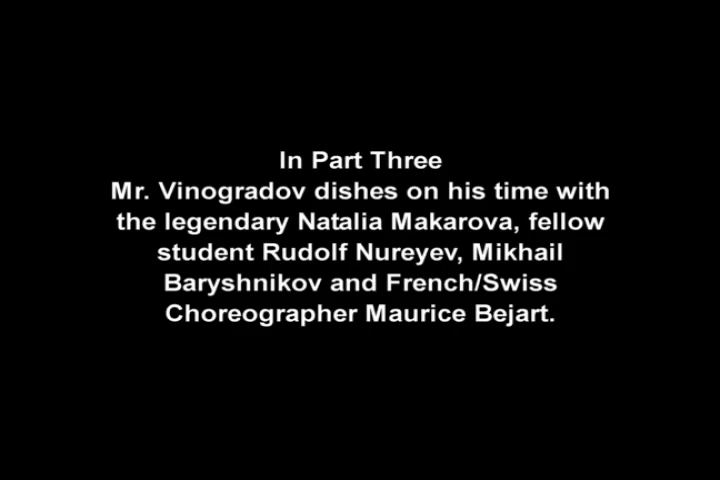 In Part Three
Mr. Vinogradov dishes on his time with
the legendary Natalia Makarova, fellow
student Rudolf Nureyev, Mikhail
Baryshnikov and French/Swiss
Choreographer Maurice Bejart.